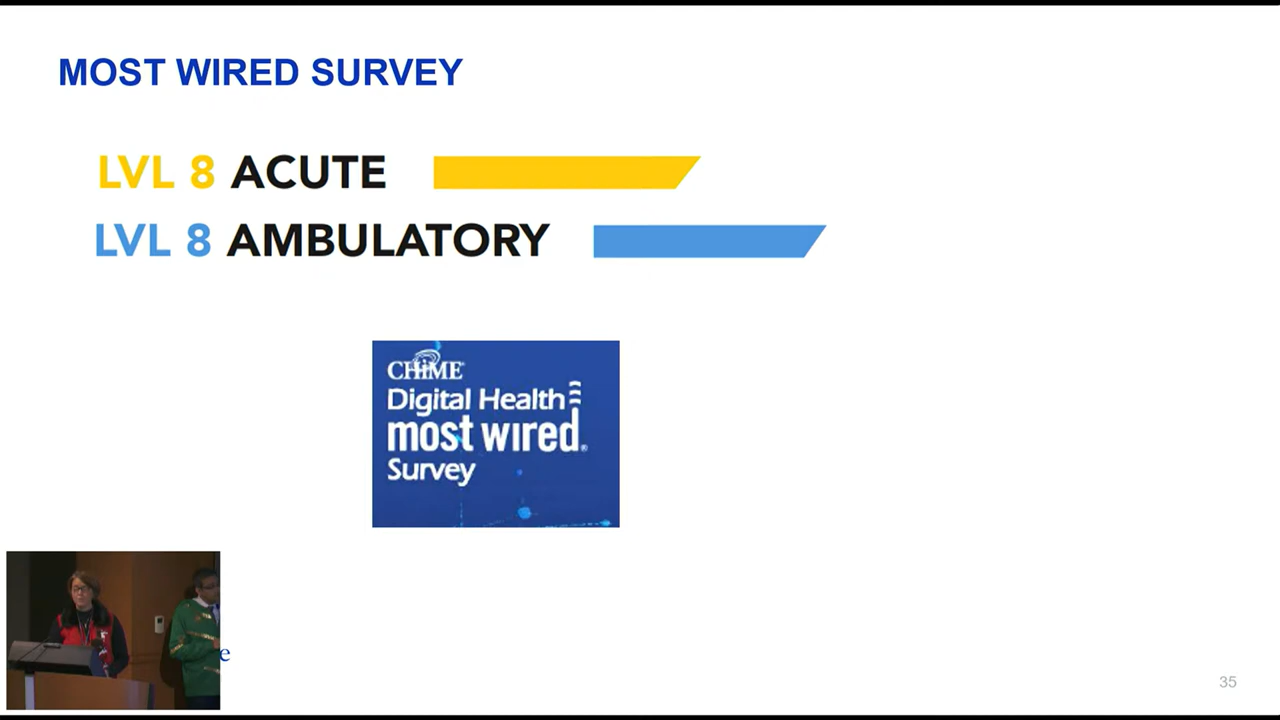 MOST WIRED SURVEY
LVL 8 ACUTE
LVL 8 AMBULATORY
CHiME
Digital Health
most wired®
Survey
e
35